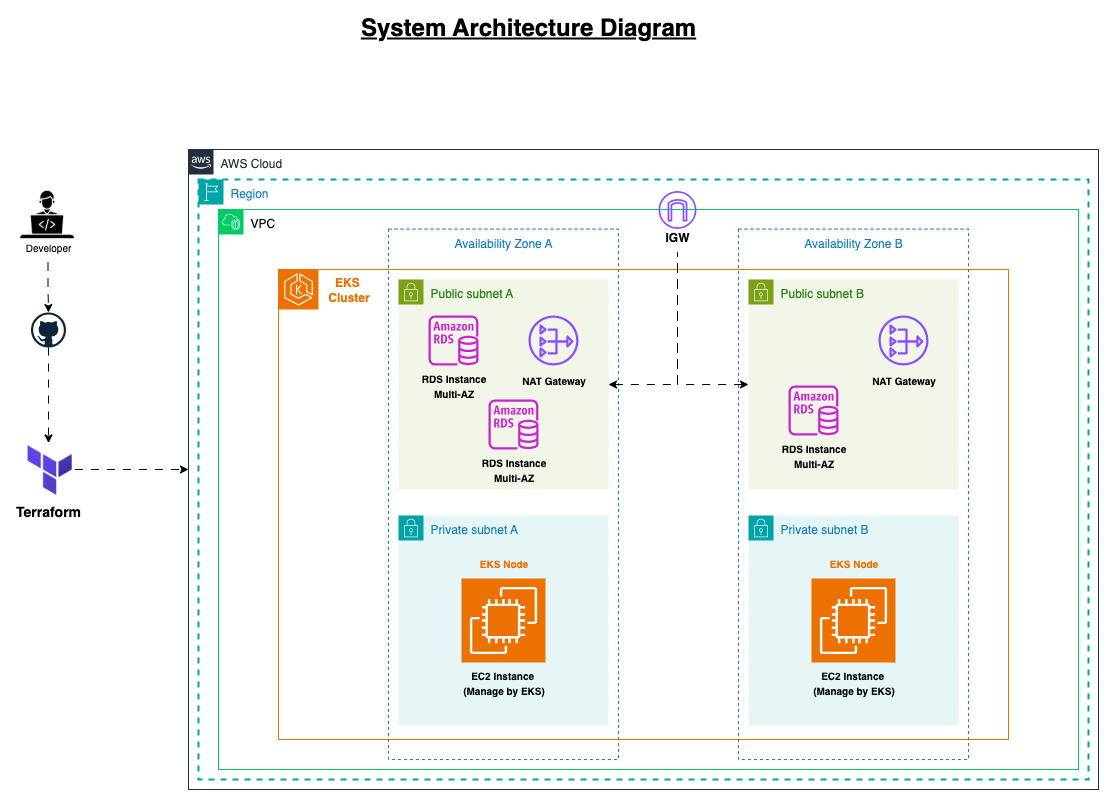 System Architecture Diagram
aws
AWS Cloud
Region
VPC
IGW
Developer
</>
Availability Zone A
Availability Zone B
EKS
Cluster
K
Public subnet A
Public subnet B
Amazon
RDS
RDS Instance
Multi-AZ
NAT Gateway
NAT Gateway
Amazon
RDS
RDS Instance
Multi-AZ
Amazon
RDS
RDS Instance
Multi-AZ
Terraform
Private subnet A
Private subnet B
EKS Node
EKS Node
EC2 Instance
(Manage by EKS)
EC2 Instance
(Manage by EKS)